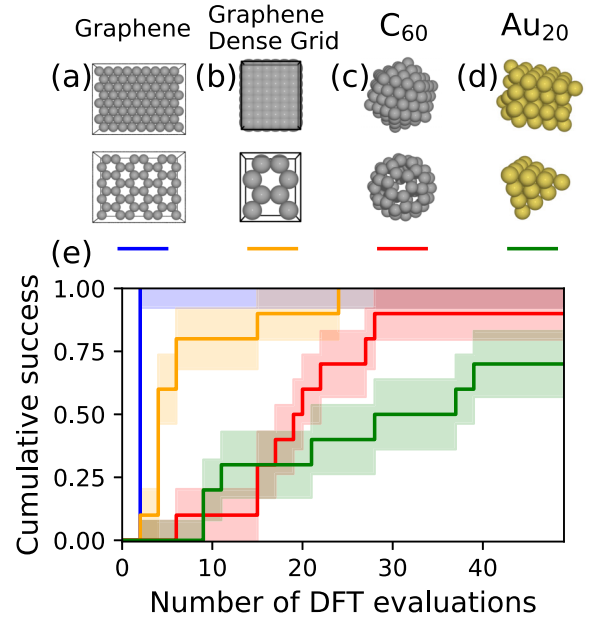 Graphene
Graphene
Dense Grid
C₆₀
Au₂₀
(a)
(b)
(c)
(d)
(e)
1.00
0.75
0.50
0.25
0.00
Cumulative success
0
10
20
30
40
Number of DFT evaluations